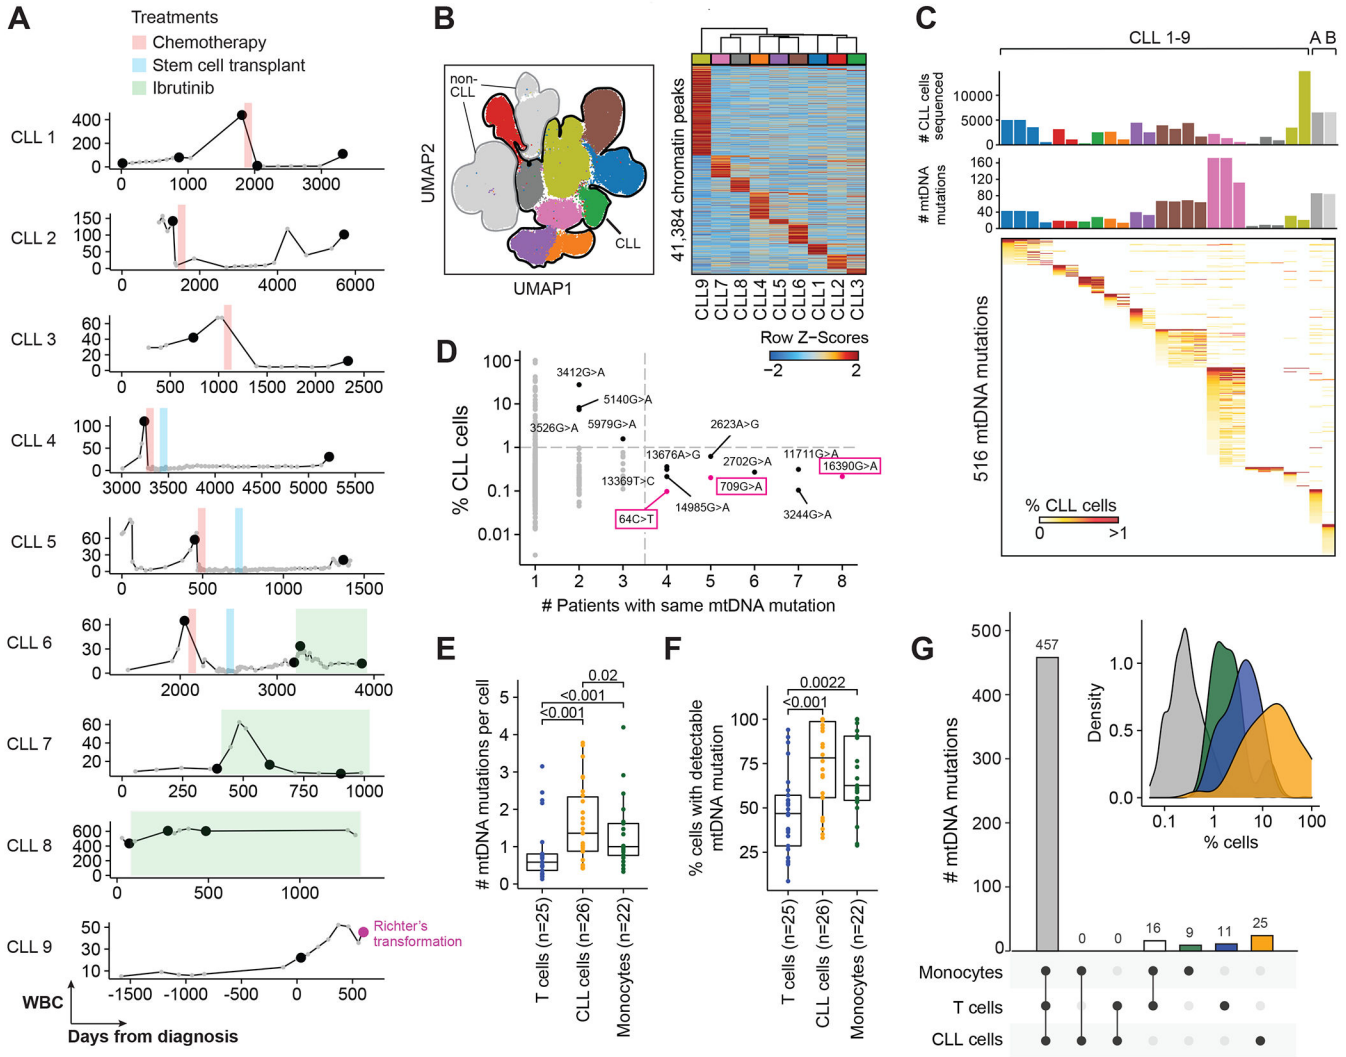 A
Treatments
Chemotherapy
Stem cell transplant
Ibrutinib
CLL 1
400
200
0
0 1000 2000 3000
CLL 2
150
100
50
0
0 2000 4000 6000
CLL 3
60
40
20
0
0 500 1000 1500 2000 2500
CLL 4
100
50
0
3000 3500 4000 4500 5000 5500
CLL 5
60
30
0
0 500 1000 1500
CLL 6
60
30
0
2000 3000 4000
CLL 7
60
40
20
0 250 500 750 1000
CLL 8
600
400
200
0
0 500 1000
CLL 9
50
30
10
Richter's
transformation
-1500 -1000 -500 0 500
WBC
Days from diagnosis
B
non-
CLL
CLL
UMAP2
UMAP1
41,384 chromatin peaks
CLL9 CLL7 CLL8 CLL4 CLL5 CLL6 CLL1 CLL2 CLL3
Row Z−Scores
−2 2
C
CLL 1-9 A B
# CLL cells
sequenced
10000
5000
0
# mtDNA
mutations
160
120
80
40
0
516 mtDNA mutations
% CLL cells
0 >1
D
% CLL cells
100
10
1
0.1
0.01
3412G>A
5140G>A
3526G>A
5979G>A
2623A>G
13676A>G
2702G>A
11711G>A
16390G>A
13369T>C
709G>A
64C>T
14985G>A
3244G>A
1 2 3 4 5 6 7 8
# Patients with same mtDNA mutation
E
# mtDNA mutations per cell
0.02
<0.001
<0.001
5
4
3
2
1
0
T cells (n=25)
CLL cells (n=26)
Monocytes (n=22)
F
% cells with detectable
mtDNA mutation
0.0022
<0.001
100
75
50
25
T cells (n=25)
CLL cells (n=26)
Monocytes (n=22)
G
# mtDNA mutations
500
400
300
200
100
0
457 0 0 16 9 11 25
Density
1.0
0.5
0.0
0.1 1 10 100
% cells
Monocytes
T cells
CLL cells